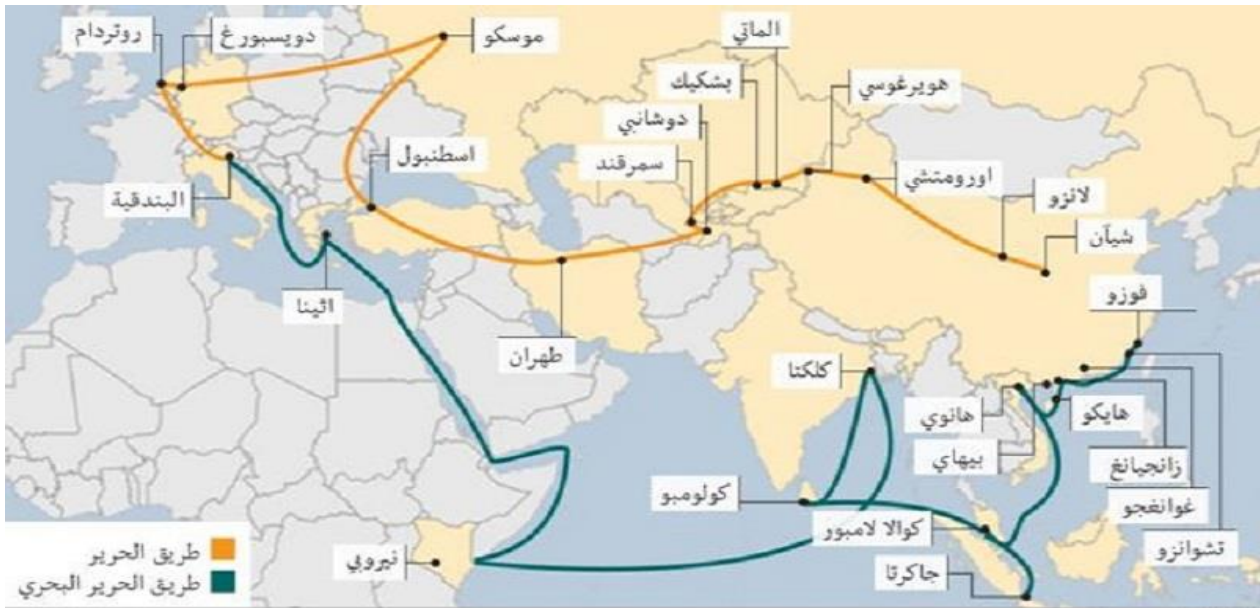 موسكو
دويسبورغ
روتردام
الماتي
بشكيك
هويرغوسي
دوشانبي
سمرقند
اسطنبول
اورومتشي
لانزو
شيآن
البندقية
اثينا
طهران
فوزو
كلكتا
هانوي
هايكو
بيهاي
زانجيانغ
غوانغجو
تشوانزو
كولومبو
كوالا لامبور
جاكرتا
نيروبي
طريق الحرير
طريق الحرير البحري